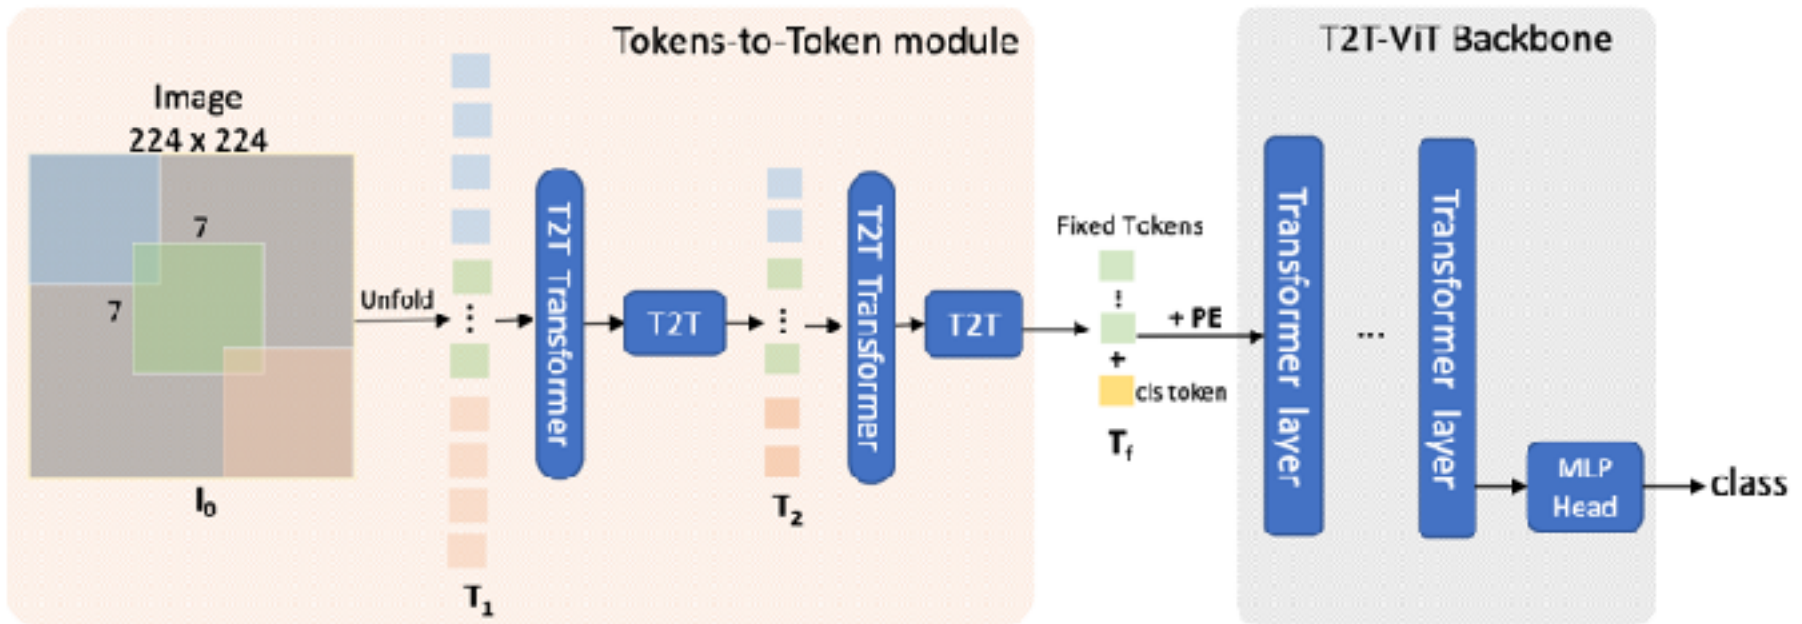 Tokens-to-Token module
T2T-ViT Backbone
Image
224 x 224
7
7
I₀
Unfold
T₁
T2T Transformer
T2T
T₂
T2T Transformer
T2T
Fixed Tokens
+
cls token
T_f
+ PE
Transformer layer
...
Transformer layer
MLP
Head
class